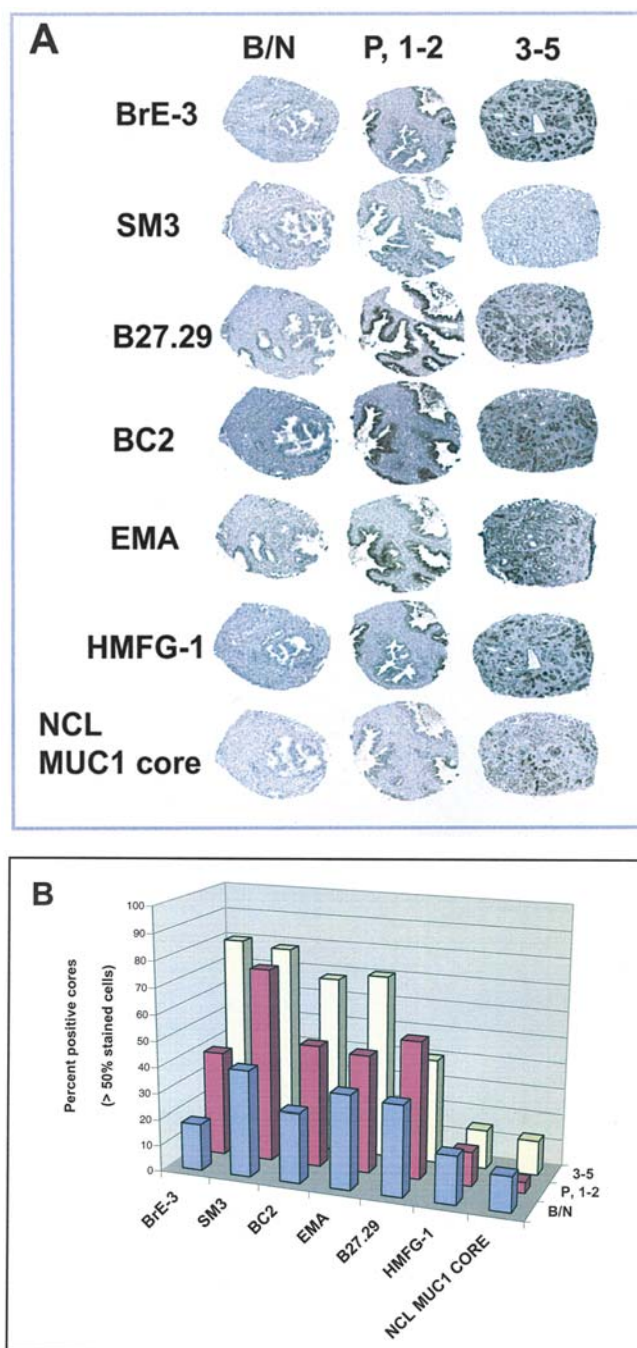 A
B/N P, 1-2 3-5
BrE-3
SM3
B27.29
BC2
EMA
HMFG-1
NCL
MUC1 core
B
Percent positive cores
(> 50% stained cells)
100
90
80
70
60
50
40
30
20
10
0
BrE-3
SM3
BC2
EMA
B27.29
HMFG-1
NCL MUC1 CORE
3-5
P, 1-2
B/N